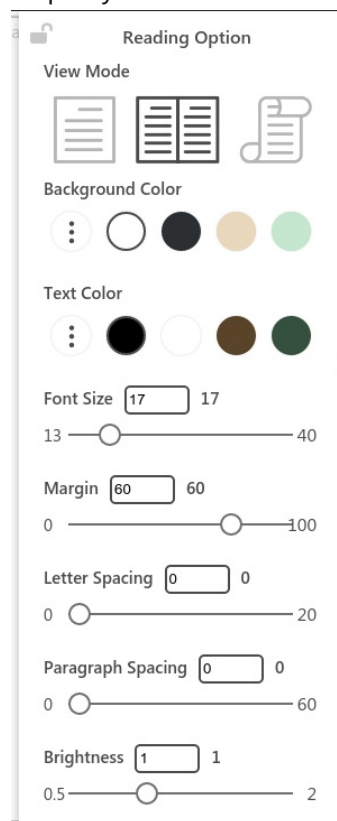 Reading Option
View Mode
Background Color
Text Color
Font Size 17 17
13 40
Margin 60 60
0 100
Letter Spacing 0 0
0 20
Paragraph Spacing 0 0
0 60
Brightness 1 1
0.5 2